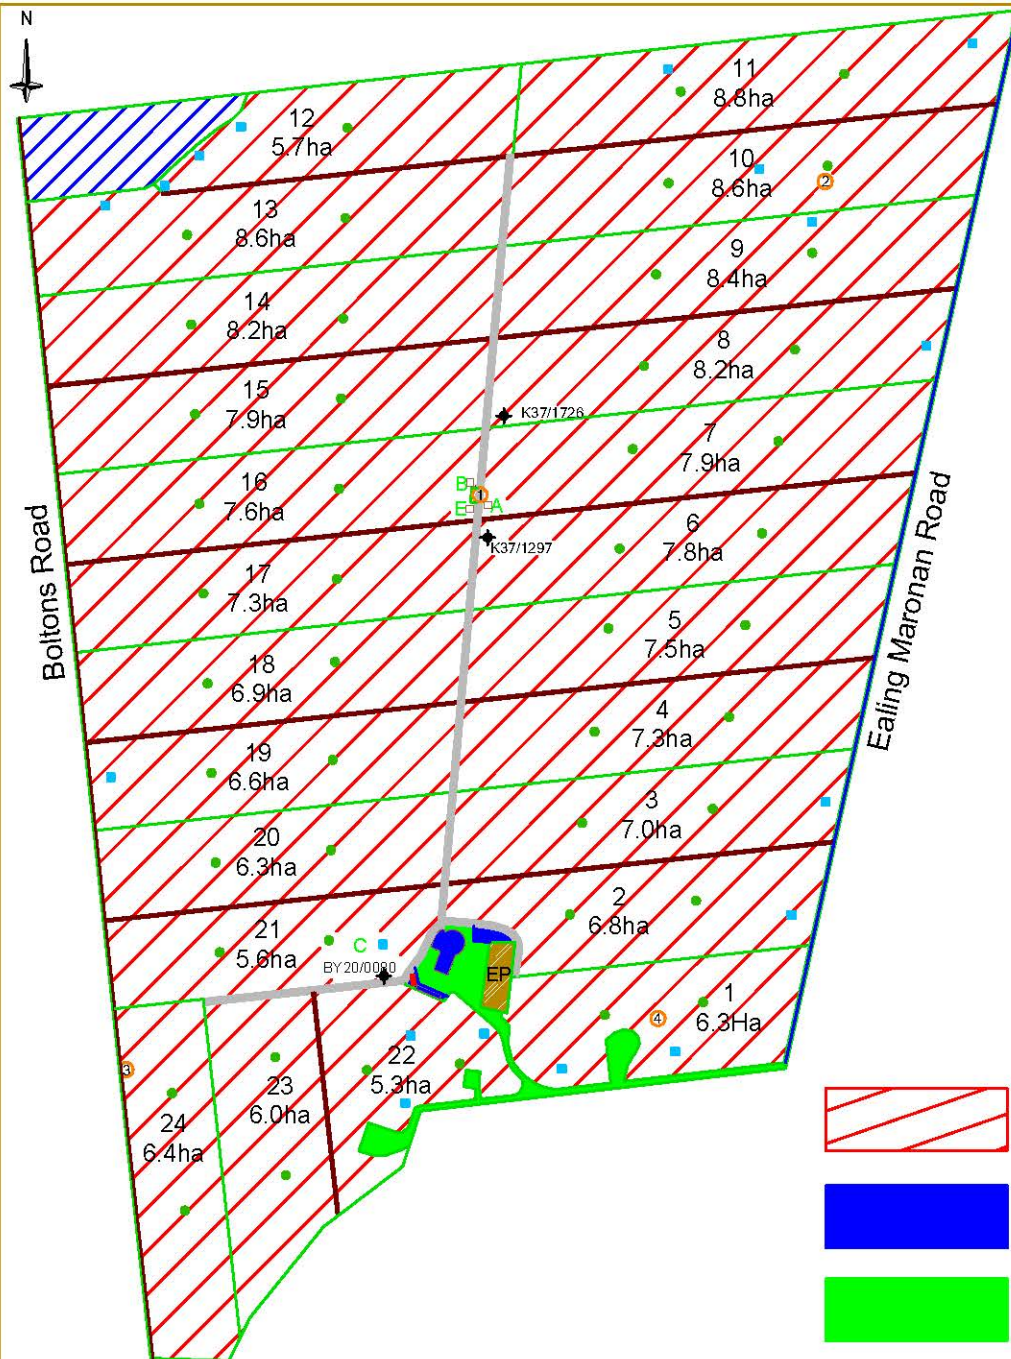 N
11
8.8ha
12
5.7ha
10
8.6ha
2
13
8.6ha
9
8.4ha
14
8.2ha
8
8.2ha
15
7.9ha
K37/1726
7
7.9ha
16
7.6ha
B
1
E
A
6
7.8ha
K37/1297
Boltons Road
Ealing Maronan Road
17
7.3ha
5
7.5ha
18
6.9ha
4
7.3ha
19
6.6ha
3
7.0ha
20
6.3ha
2
6.8ha
21
5.6ha
C
BY20/0080
EP
1
6.3Ha
4
3
22
5.3ha
23
6.0ha
24
6.4ha